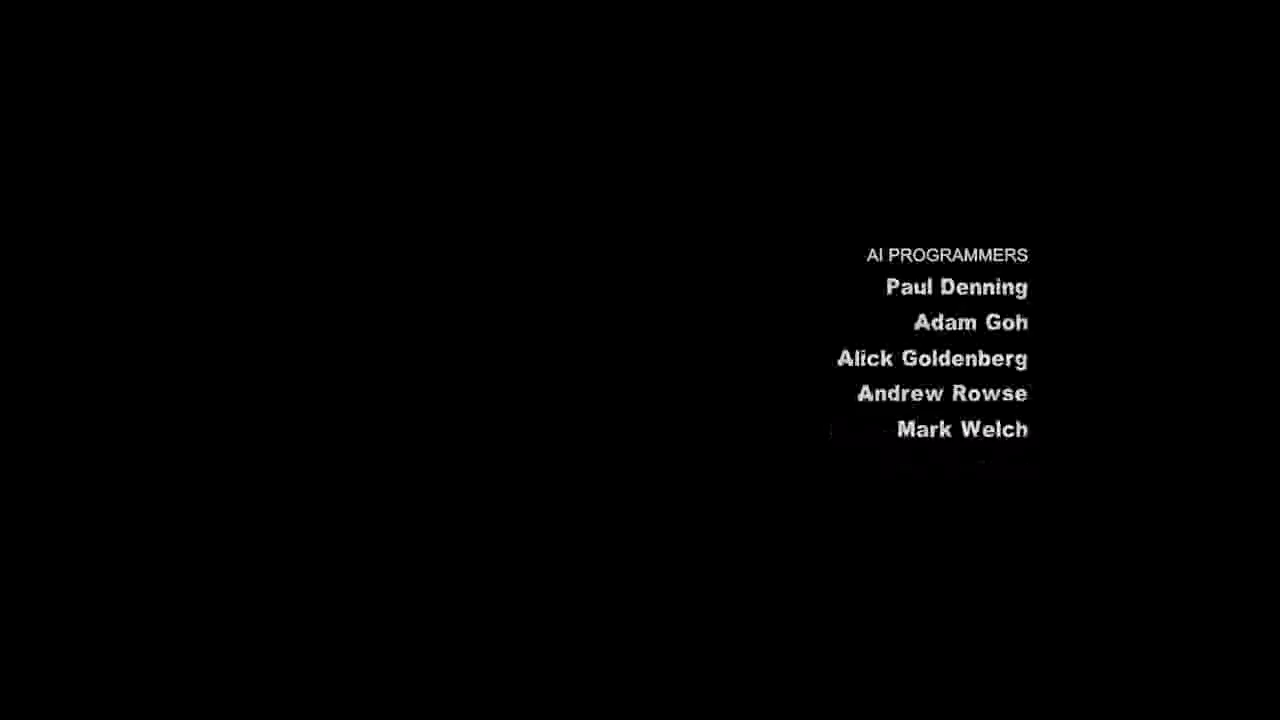 AI PROGRAMMERS
Paul Denning
Adam Goh
Alick Goldenberg
Andrew Rowse
Mark Welch